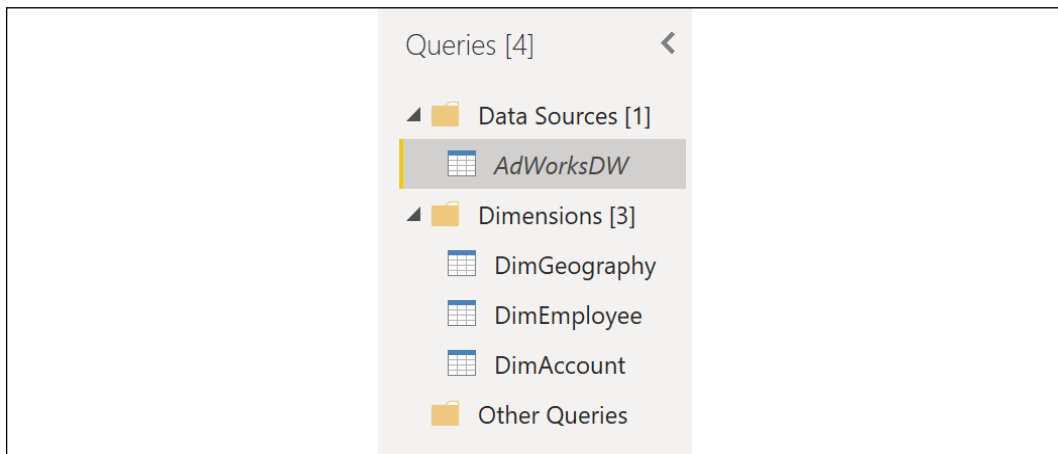 Queries [4]
Data Sources [1]
AdWorksDW
Dimensions [3]
DimGeography
DimEmployee
DimAccount
Other Queries